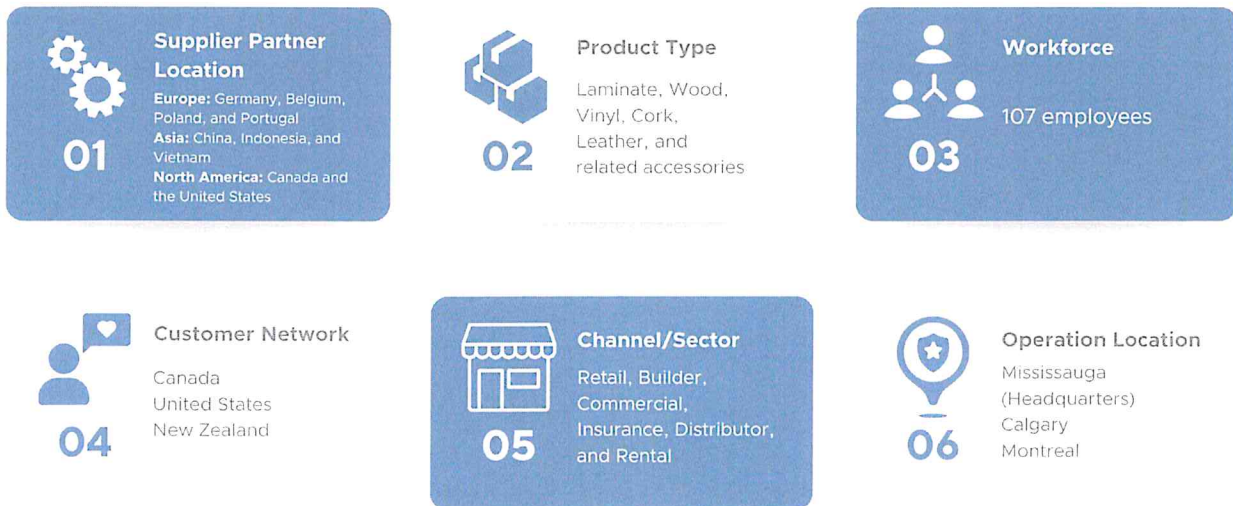 Supplier Partner
Location
Europe: Germany, Belgium,
Poland, and Portugal
Asia: China, Indonesia, and
Vietnam
North America: Canada and
the United States
01
Product Type
Laminate, Wood,
Vinyl, Cork,
Leather, and
related accessories
02
Workforce
107 employees
03
Customer Network
Canada
United States
New Zealand
04
Channel/Sector
Retail, Builder,
Commercial,
Insurance, Distributor,
and Rental
05
Operation Location
Mississauga
(Headquarters)
Calgary
Montreal
06